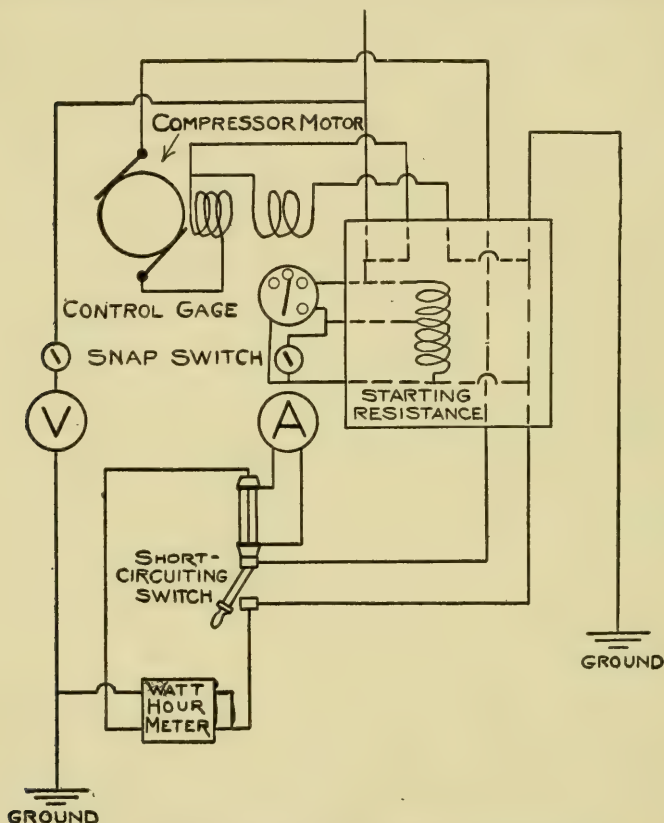 COMPRESSOR MOTOR
CONTROL GAGE
SNAP SWITCH
V
A
STARTING
RESISTANCE
SHORT-
CIRCUITING
SWITCH
GROUND
WATT
HOUR
METER
GROUND